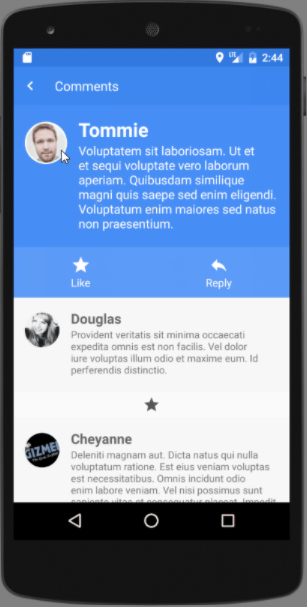 LTE 2:44
Comments
Tommie
Voluptatem sit laboriosam. Ut et
et sequi voluptate vero laborum
aperiam. Quibusdam similique
magni quis saepe sed enim eligendi.
Voluptatum enim maiores sed natus
non praesentium.
Like Reply
Douglas
Provident veritatis sit minima occaecati
expedita omnis est non facilis. Vel dolor
iure voluptas illum odio et maxime eum. Id
perferendis distinctio.
GIZMEL
Cheyanne
Deleniti magnam aut. Dicta natus qui nulla
voluptatum ratione. Est eius veniam voluptas
est necessitatibus. Omnis incidunt odio
enim labore veniam. Vel nisi possimus sunt